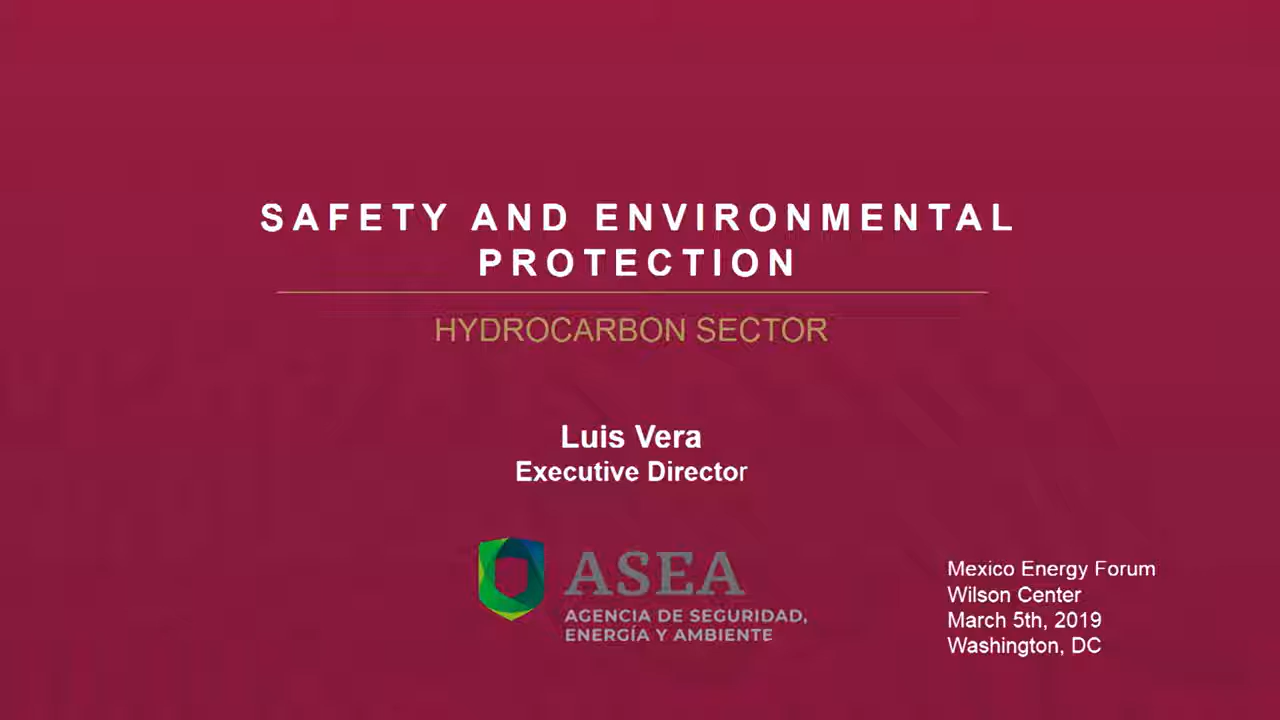 SAFETY AND ENVIRONMENTAL
PROTECTION
HYDROCARBON SECTOR
Luis Vera
Executive Director
ASEA
AGENCIA DE SEGURIDAD,
ENERGÍA Y AMBIENTE
Mexico Energy Forum
Wilson Center
March 5th, 2019
Washington, DC